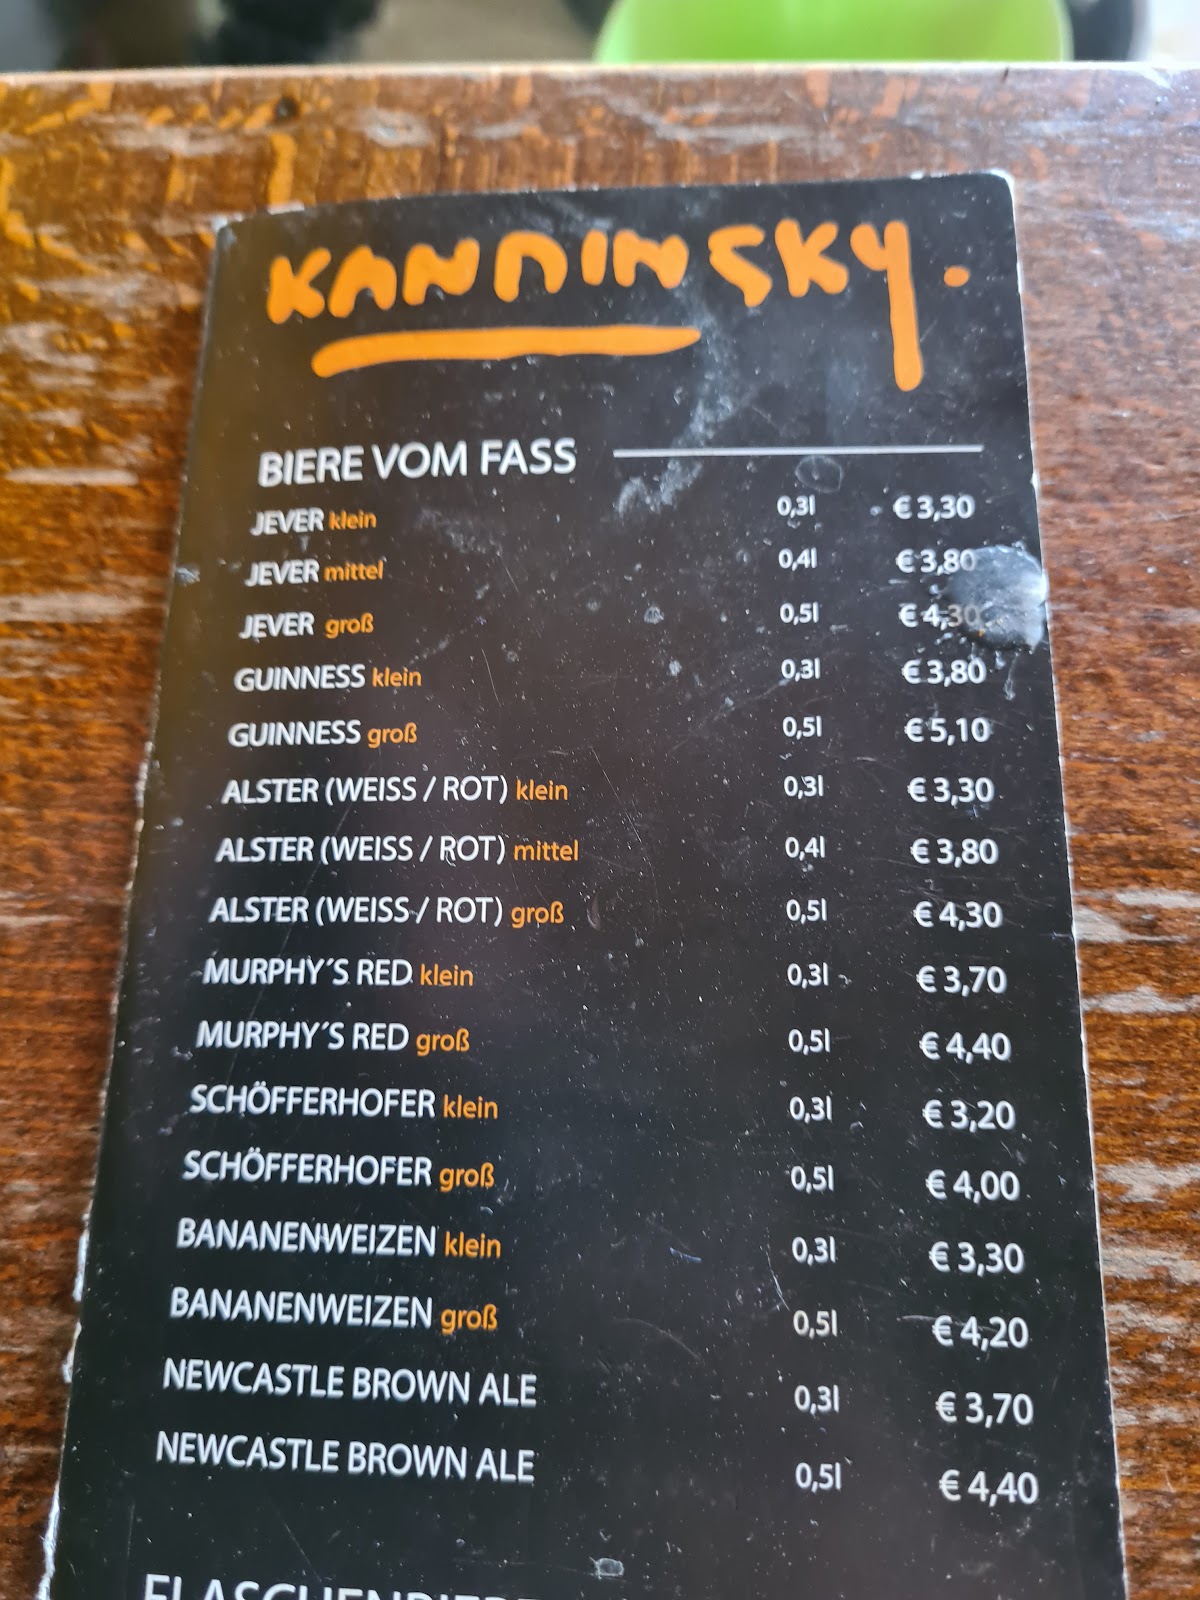 KANDINSKY.
BIERE VOM FASS
JEVER klein 0,3l € 3,30
JEVER mittel 0,4l € 3,80
JEVER groß 0,5l € 4,30
GUINNESS klein 0,3l € 3,80
GUINNESS groß 0,5l € 5,10
ALSTER (WEISS / ROT) klein 0,3l € 3,30
ALSTER (WEISS / ROT) mittel 0,4l € 3,80
ALSTER (WEISS / ROT) groß 0,5l € 4,30
MURPHY´S RED klein 0,3l € 3,70
MURPHY´S RED groß 0,5l € 4,40
SCHÖFFERHOFER klein 0,3l € 3,20
SCHÖFFERHOFER groß 0,5l € 4,00
BANANENWEIZEN klein 0,3l € 3,30
BANANENWEIZEN groß 0,5l € 4,20
NEWCASTLE BROWN ALE 0,3l € 3,70
NEWCASTLE BROWN ALE 0,5l € 4,40
FLASCHENBIERE